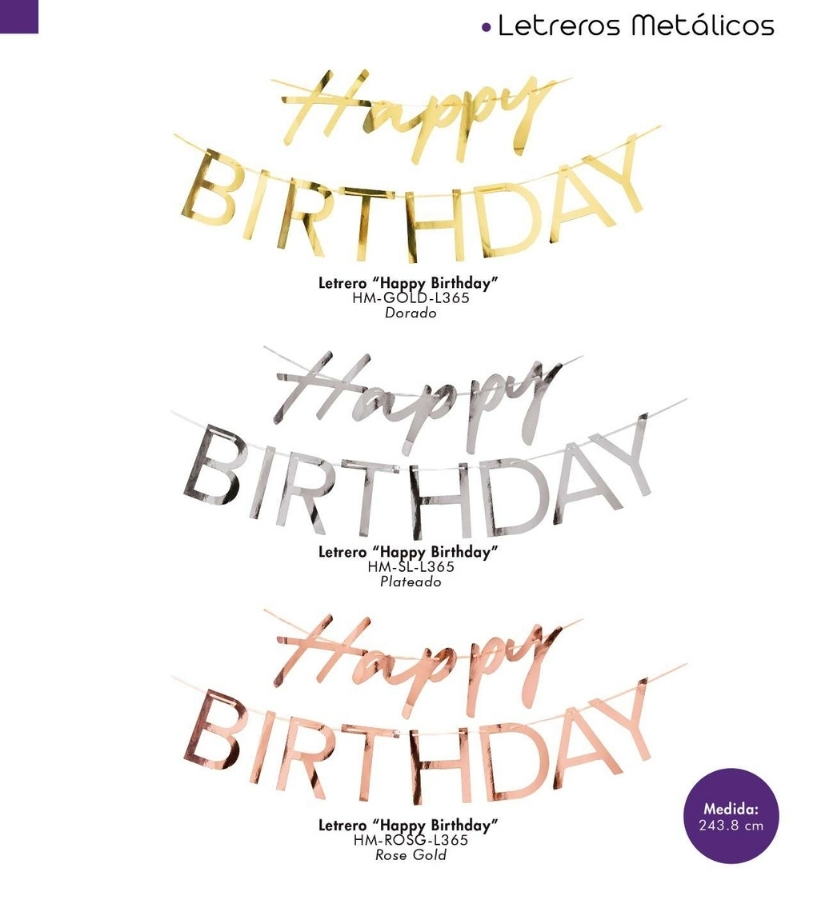 • Letreros Metálicos
Happy
BIRTHDAY
Letrero “Happy Birthday”
HM-GOLD-L365
Dorado
Happy
BIRTHDAY
Letrero “Happy Birthday”
HM-SL-L365
Plateado
Happy
BIRTHDAY
Letrero “Happy Birthday”
HM-ROSG-L365
Rose Gold
Medida:
243.8 cm